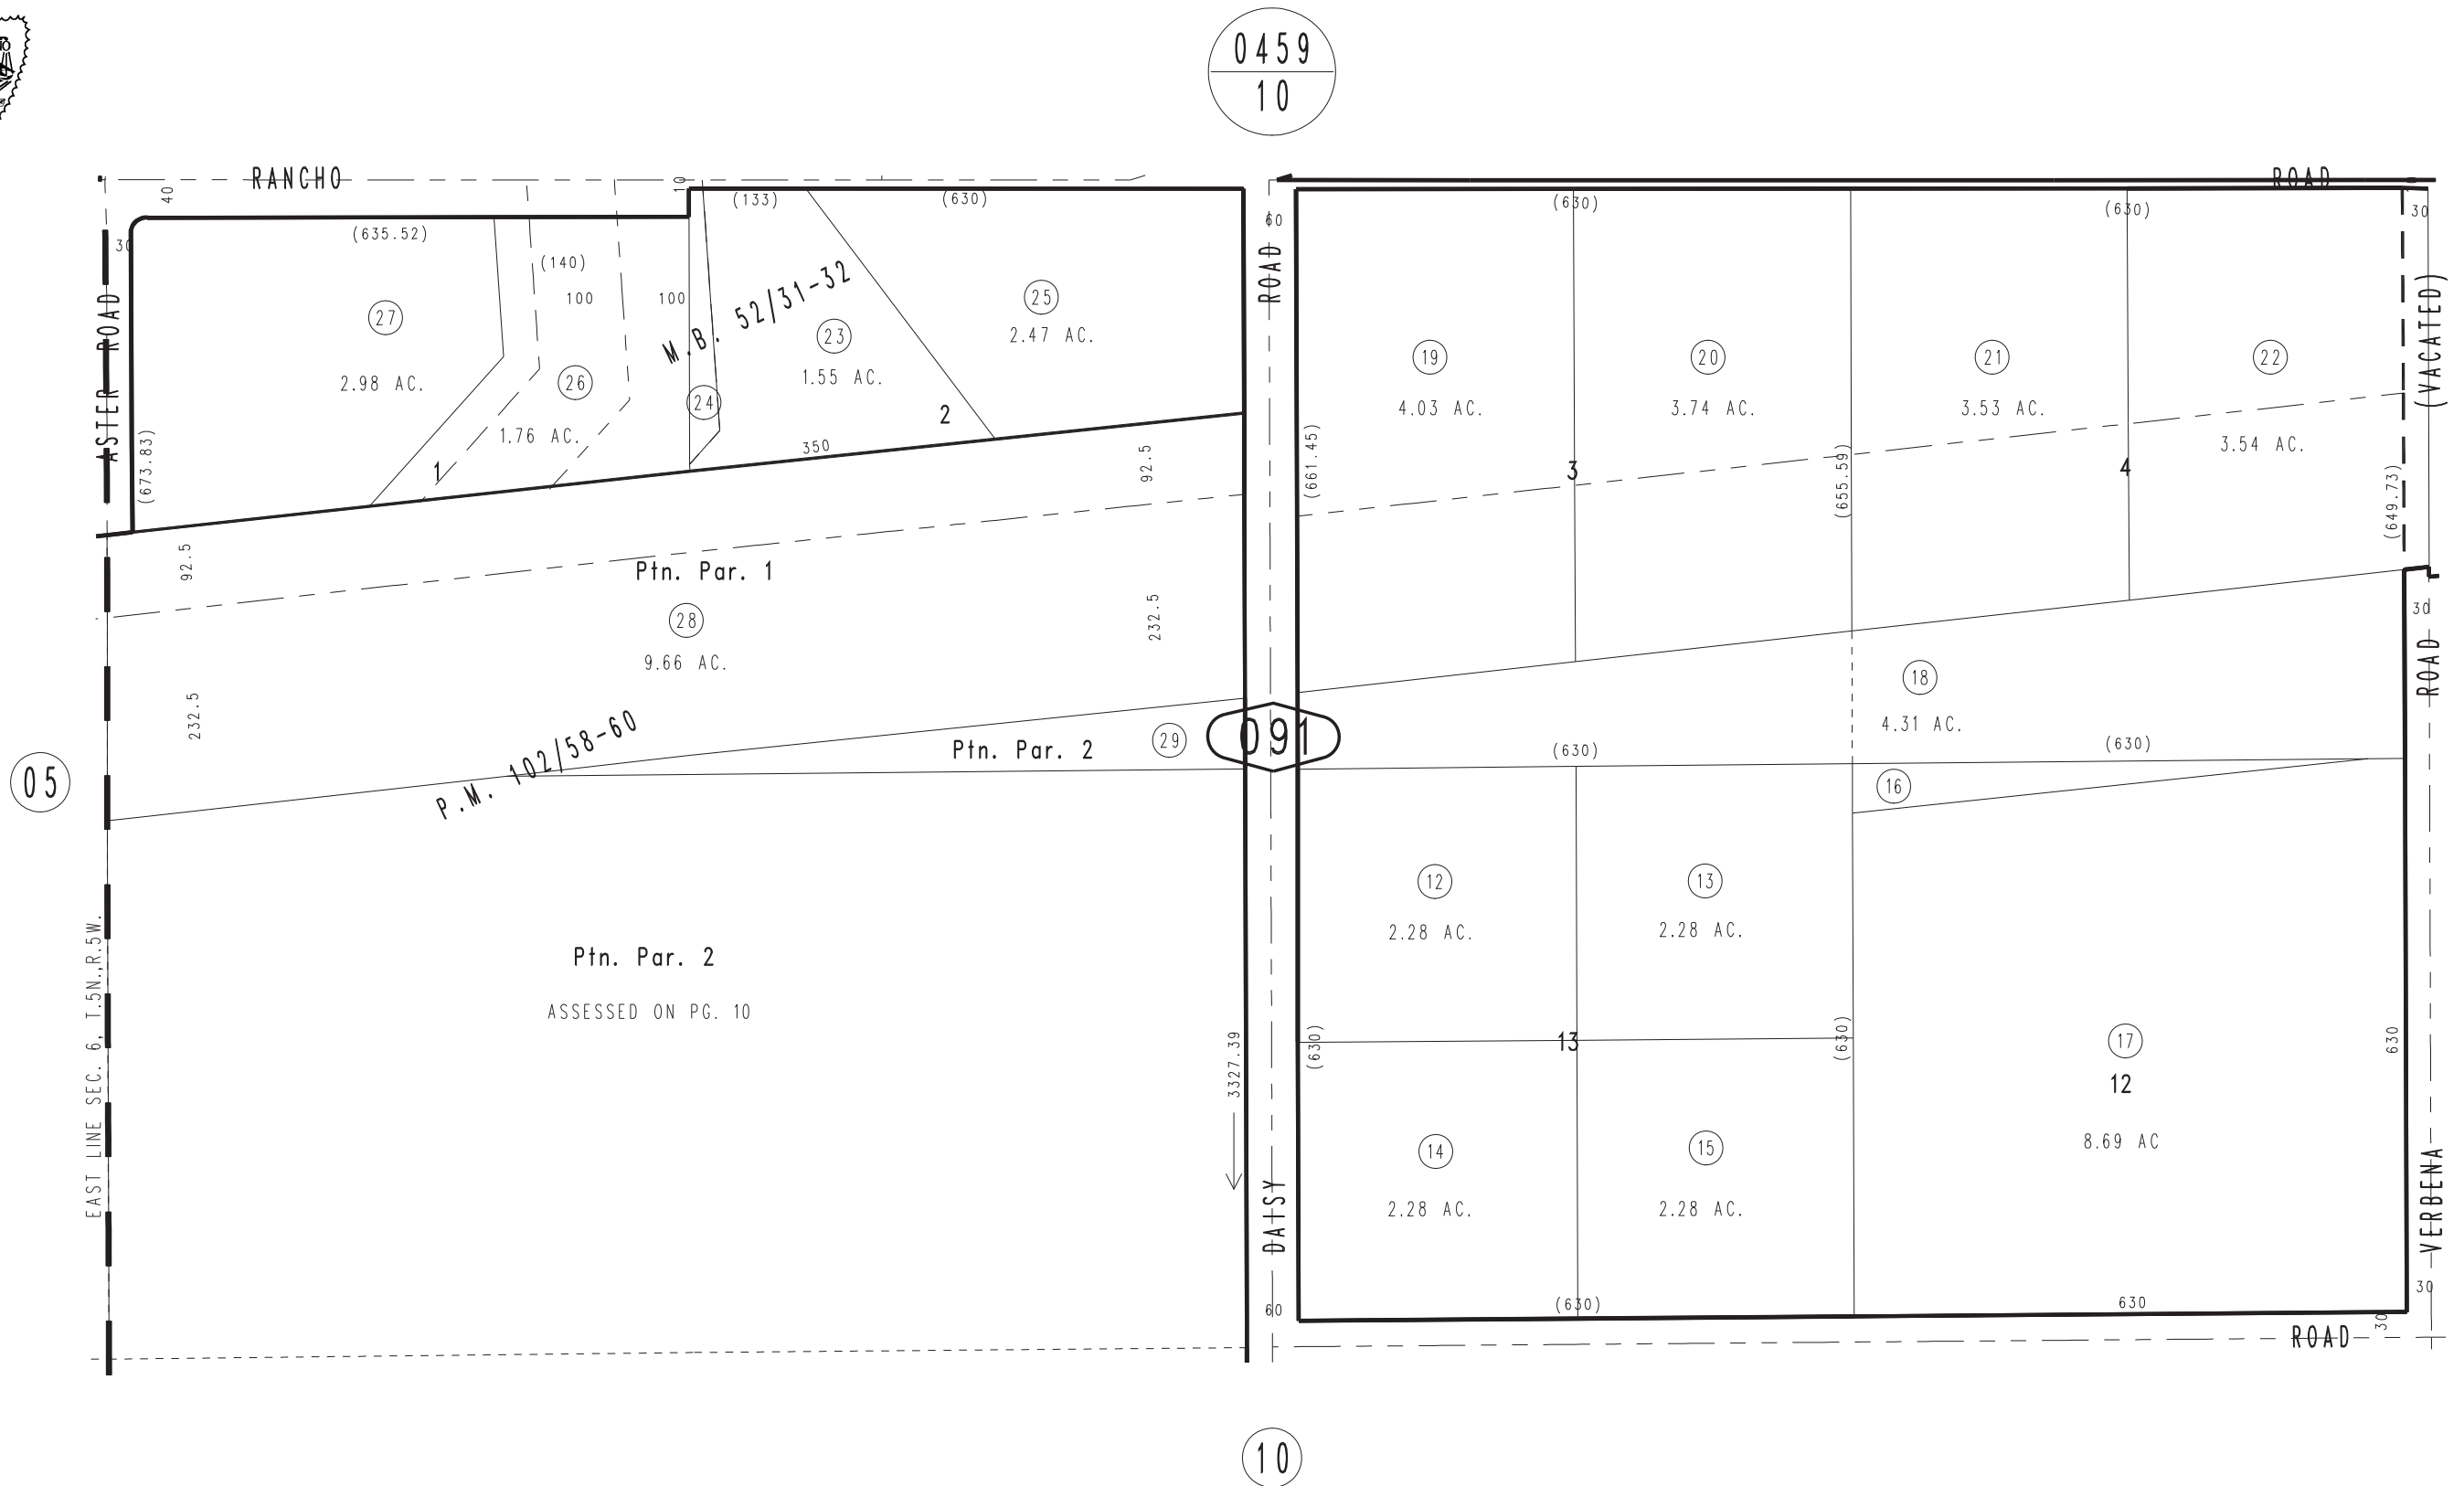 0459
10
RANCHO
ROAD
40
10
(133)
(630)
60
(630)
(630)
30
30
(635.52)
(140)
100
100
M.B. 52/31-32
27
2.98 AC.
26
1.76 AC.
24
23
1.55 AC.
25
2.47 AC.
ROAD
19
4.03 AC.
20
3.74 AC.
21
3.53 AC.
22
3.54 AC.
(VACATED)
ASTER ROAD
(673.83)
1
2
350
92.5
(661.45)
3
(655.59)
4
(649.73)
92.5
Ptn. Par. 1
28
9.66 AC.
232.5
232.5
30
ROAD
18
4.31 AC.
P.M. 102/58-60
Ptn. Par. 2
29
091
(630)
(630)
05
16
12
2.28 AC.
13
2.28 AC.
Ptn. Par. 2
ASSESSED ON PG. 10
EAST LINE SEC. 6, T.5N.,R.5W.
3327.39
(630)
13
(630)
17
12
8.69 AC
630
14
2.28 AC.
15
2.28 AC.
DAISY
VERBENA
60
(630)
630
30
30
ROAD
10